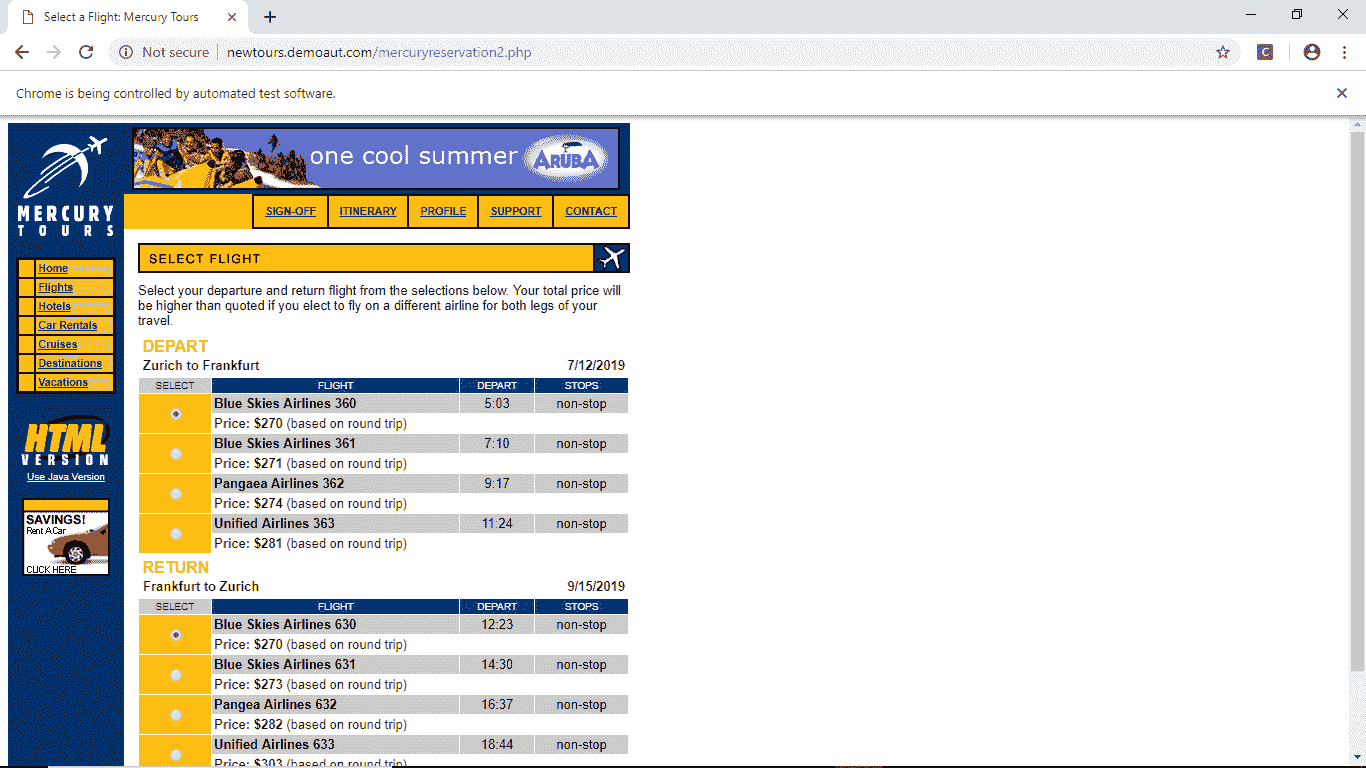 Select a Flight: Mercury Tours
Not secure
newtours.demoaut.com/mercuryreservation2.php
C
Chrome is being controlled by automated test software.
one cool summer ARUBA
MERCURY
TOURS
SIGN-OFF ITINERARY PROFILE SUPPORT CONTACT
SELECT FLIGHT
Home
Flights
Hotels
Car Rentals
Cruises
Destinations
Vacations
HTML
VERSION
Use Java Version
SAVINGS!
Rent A Car
CLICK HERE
Select your departure and return flight from the selections below. Your total price will
be higher than quoted if you elect to fly on a different airline for both legs of your
travel.
DEPART
Zurich to Frankfurt 7/12/2019
SELECT FLIGHT DEPART STOPS
Blue Skies Airlines 360 5:03 non-stop
Price: $270 (based on round trip)
Blue Skies Airlines 361 7:10 non-stop
Price: $271 (based on round trip)
Pangaea Airlines 362 9:17 non-stop
Price: $274 (based on round trip)
Unified Airlines 363 11:24 non-stop
Price: $281 (based on round trip)
RETURN
Frankfurt to Zurich 9/15/2019
SELECT FLIGHT DEPART STOPS
Blue Skies Airlines 630 12:23 non-stop
Price: $270 (based on round trip)
Blue Skies Airlines 631 14:30 non-stop
Price: $273 (based on round trip)
Pangea Airlines 632 16:37 non-stop
Price: $282 (based on round trip)
Unified Airlines 633 18:44 non-stop
Price: $303 (based on round trip)